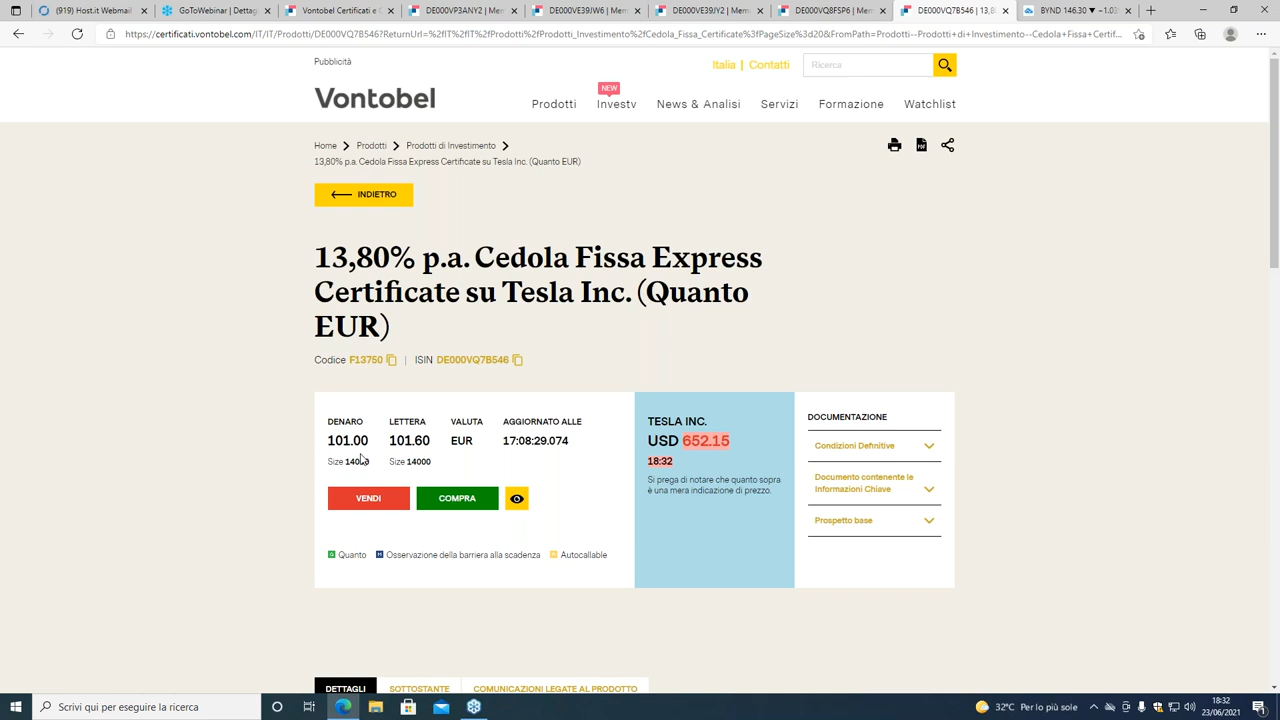 (919) Host.it Webmail
GoToWebinar | Dettag
DE000VP3ANY2 | Mem
DE000VE39JW6 | Mem
DE000VE39JY2 | Mem
DE000VQ8FSP6 | Mem
DE000VQ7B546 | 13,8
BYND 146.30 ▼ −1.03
https://certificati.vontobel.com/IT/IT/Prodotti/DE000VQ7B546?ReturnUrl=%2fIT%2fIT%2fProdotti%2fProdotti_Investimento%2fCedola_Fissa_Certificate%3fPageSize%3d20&FromPath=Prodotti--Prodotti+di+Investimento--Cedola+Fissa+Certif...
Pubblicità
Italia | Contatti
Ricerca
Vontobel
NEW
Prodotti Investv News & Analisi Servizi Formazione Watchlist
Home Prodotti Prodotti di Investimento
13,80% p.a. Cedola Fissa Express Certificate su Tesla Inc. (Quanto EUR)
INDIETRO
13,80% p.a. Cedola Fissa Express
Certificate su Tesla Inc. (Quanto
EUR)
Codice F13750 | ISIN DE000VQ7B546
DENARO LETTERA VALUTA AGGIORNATO ALLE
101.00 101.60 EUR 17:08:29.074
Size 14000 Size 14000
VENDI COMPRA
Quanto Osservazione della barriera alla scadenza Autocallable
TESLA INC.
USD 652.15
18:32
Si prega di notare che quanto sopra
è una mera indicazione di prezzo.
DOCUMENTAZIONE
Condizioni Definitive
Documento contenente le
Informazioni Chiave
Prospetto base
DETTAGLI SOTTOSTANTE COMUNICAZIONI LEGATE AL PRODOTTO
Scrivi qui per eseguire la ricerca
32°C Per lo più sole
18:32
23/06/2021